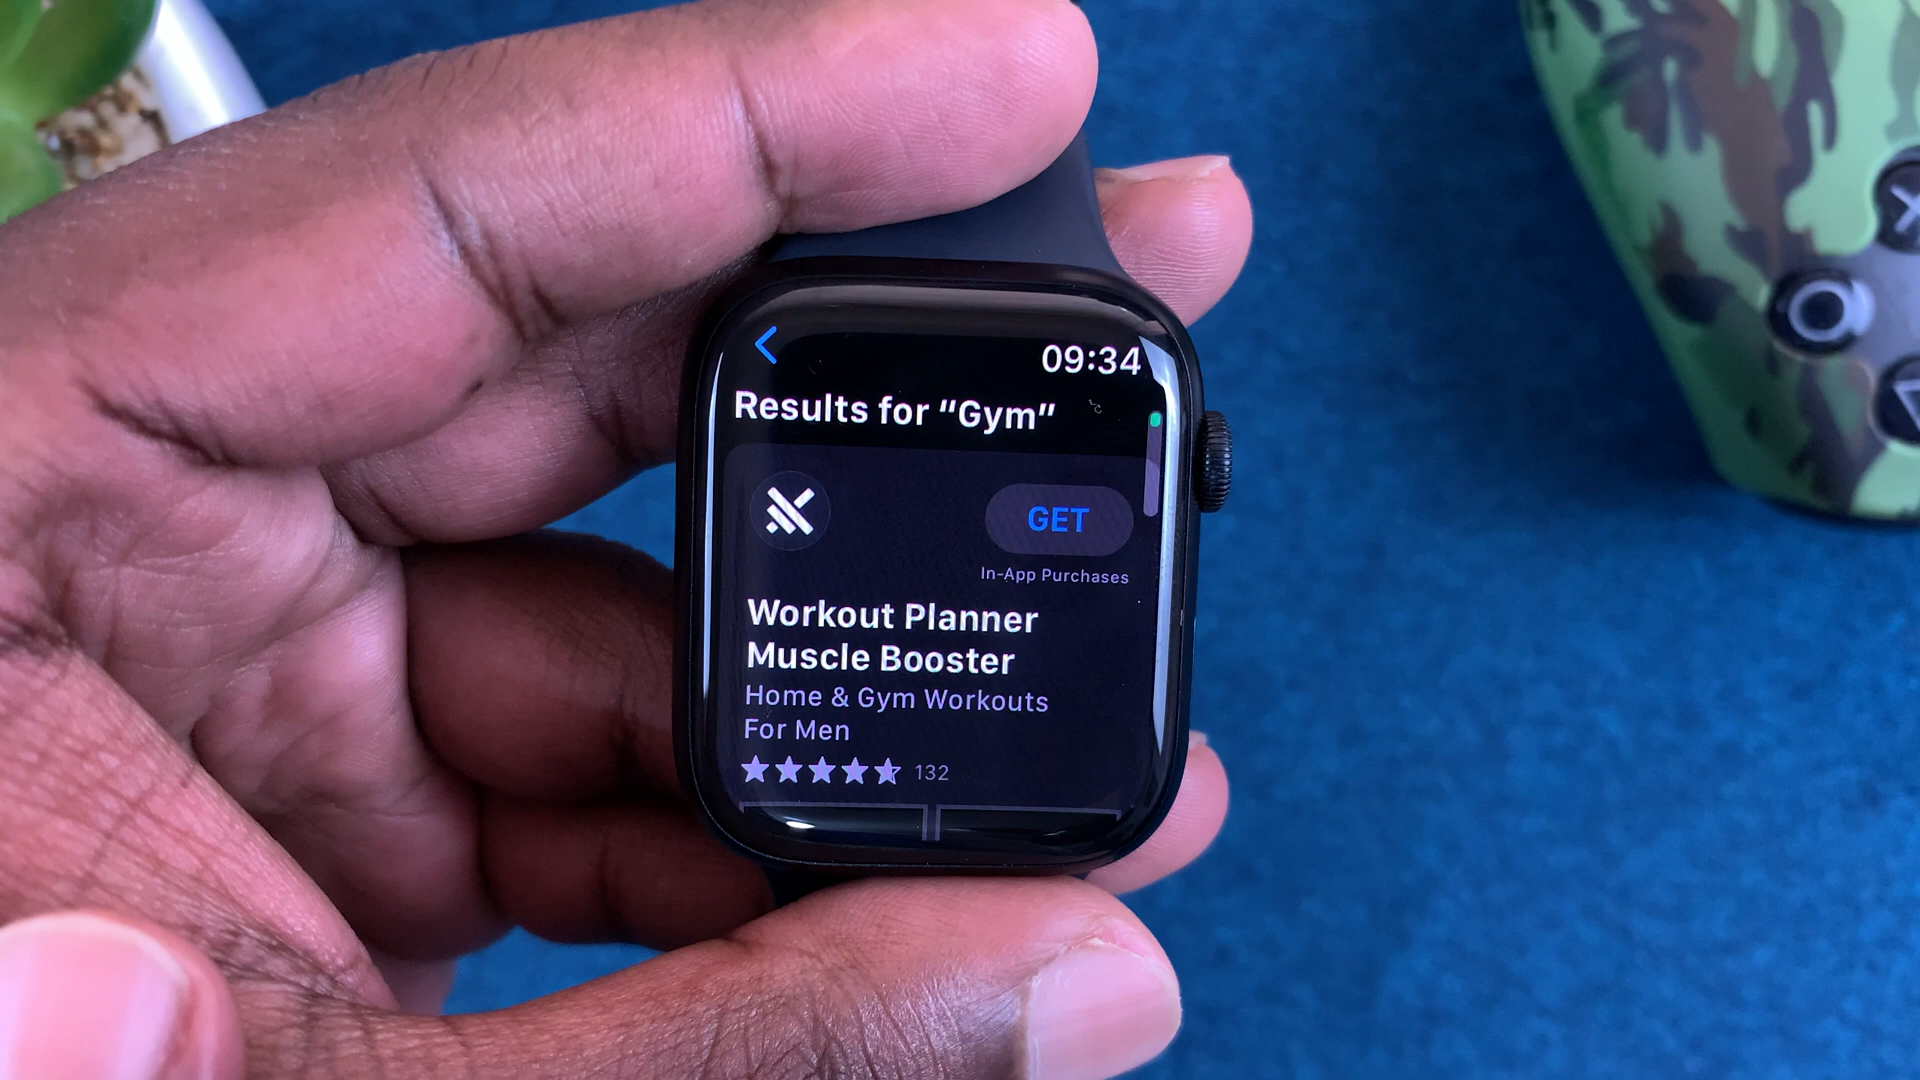 09:34
Results for “Gym”
GET
In-App Purchases
Workout Planner
Muscle Booster
Home & Gym Workouts
For Men
132